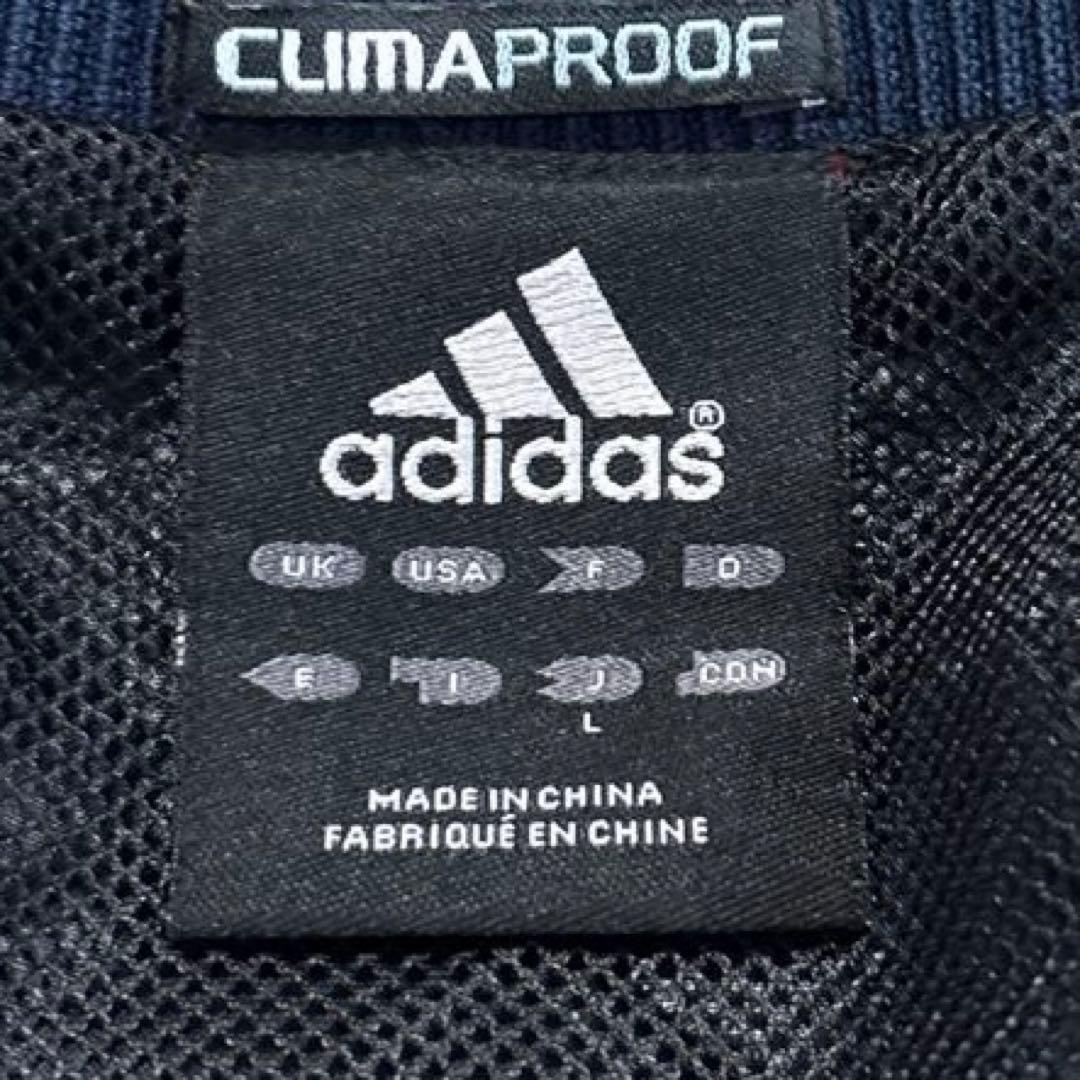 CLIMAPROOF
adidas®
UK USA F D
E I J CDN
L
MADE IN CHINA
FABRIQUÉ EN CHINE